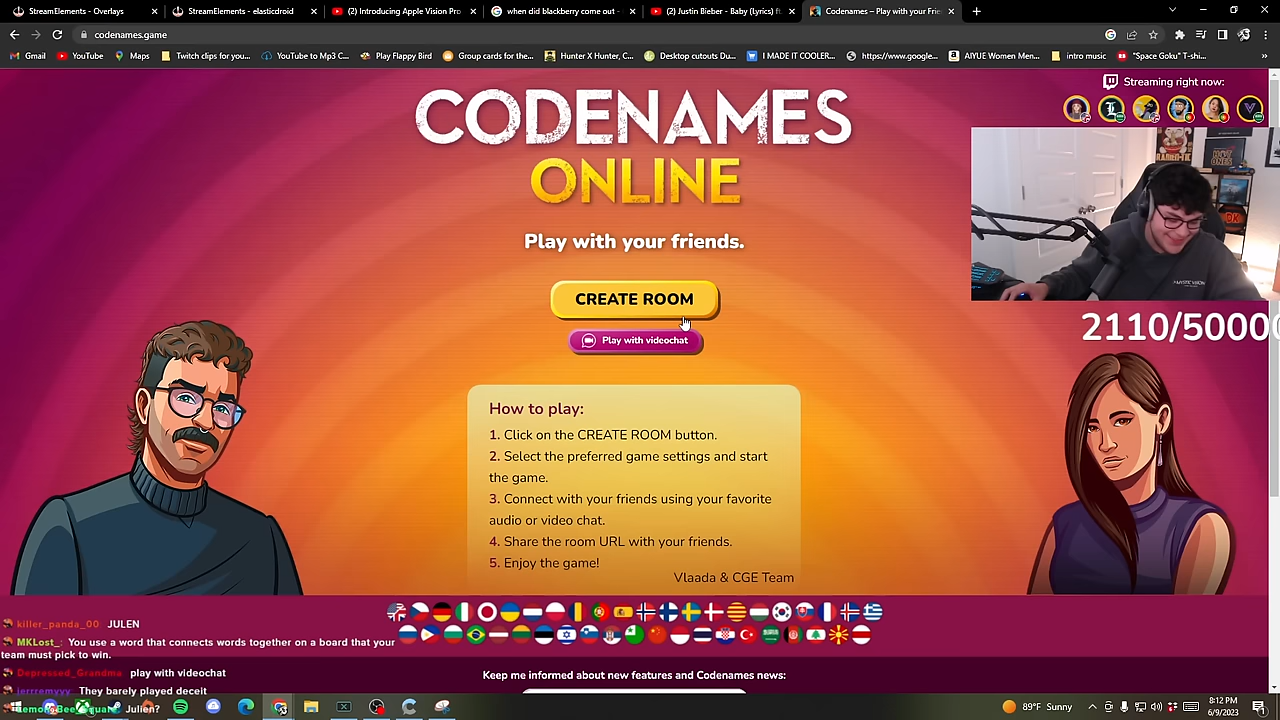 StreamElements - Overlays
StreamElements - elasticdroid
(2) Introducing Apple Vision Pro
when did blackberry come out -
(2) Justin Bieber - Baby (Lyrics) ft.
Codenames – Play with your Frie
codenames.game
Gmail
YouTube
Maps
Twitch clips for you...
YouTube to Mp3 C...
Play Flappy Bird
Group cards for the...
Hunter X Hunter, C...
Desktop cutouts Du...
I MADE IT COOLER...
https://www.google...
AIYUE Women Men...
intro music
"Space Goku" T-shi...
Streaming right now:
CODENAMES
ONLINE
Play with your friends.
CREATE ROOM
Play with videochat
HOT
ONES
2110/5000
How to play:
1. Click on the CREATE ROOM button.
2. Select the preferred game settings and start
the game.
3. Connect with your friends using your favorite
audio or video chat.
4. Share the room URL with your friends.
5. Enjoy the game!
Vlaada & CGE Team
killer_panda_00: JULEN
MKLost_: You use a word that connects words together on a board that your
team must pick to win.
Depressed_Grandma play with videochat
jerrremyyy: They barely played deceit
Julien?
Keep me informed about new features and Codenames news:
89°F Sunny
8:12 PM
6/9/2023